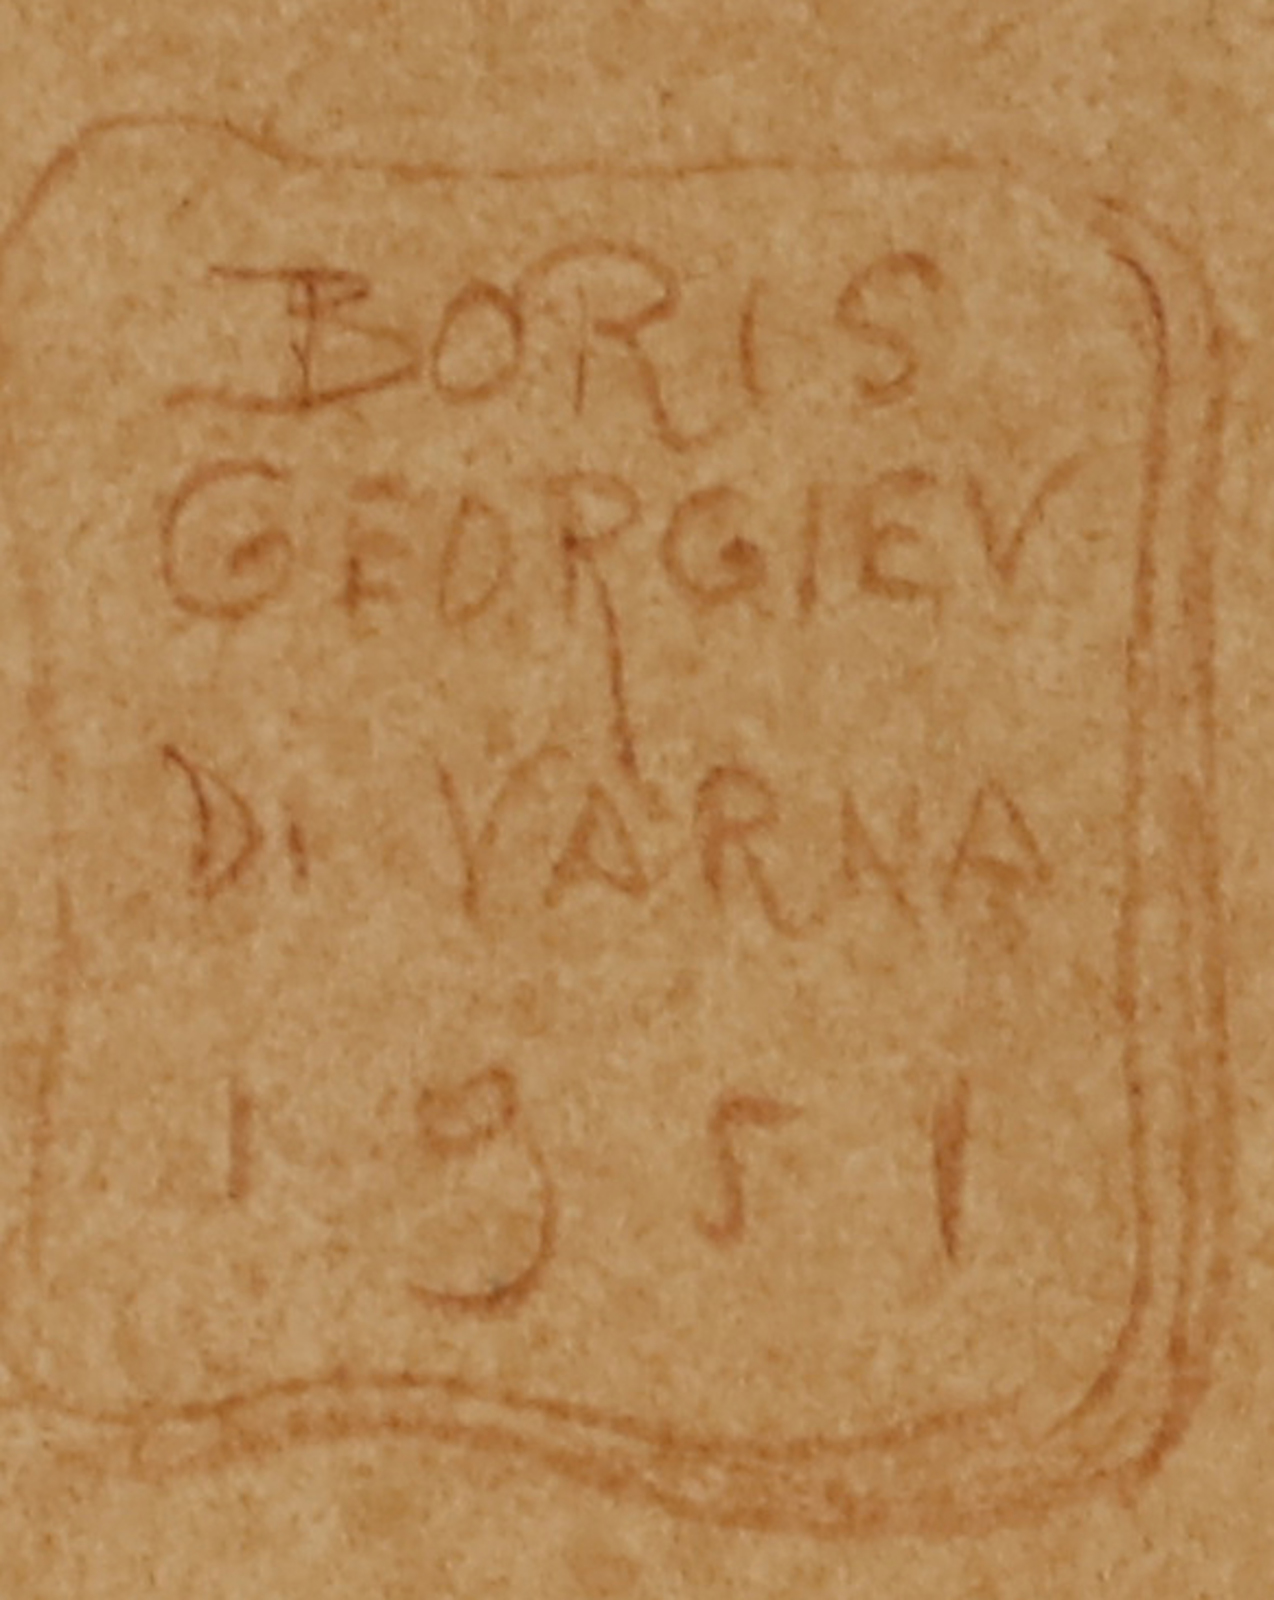 BORIS
GEORGIEV
Di VARNA
1951